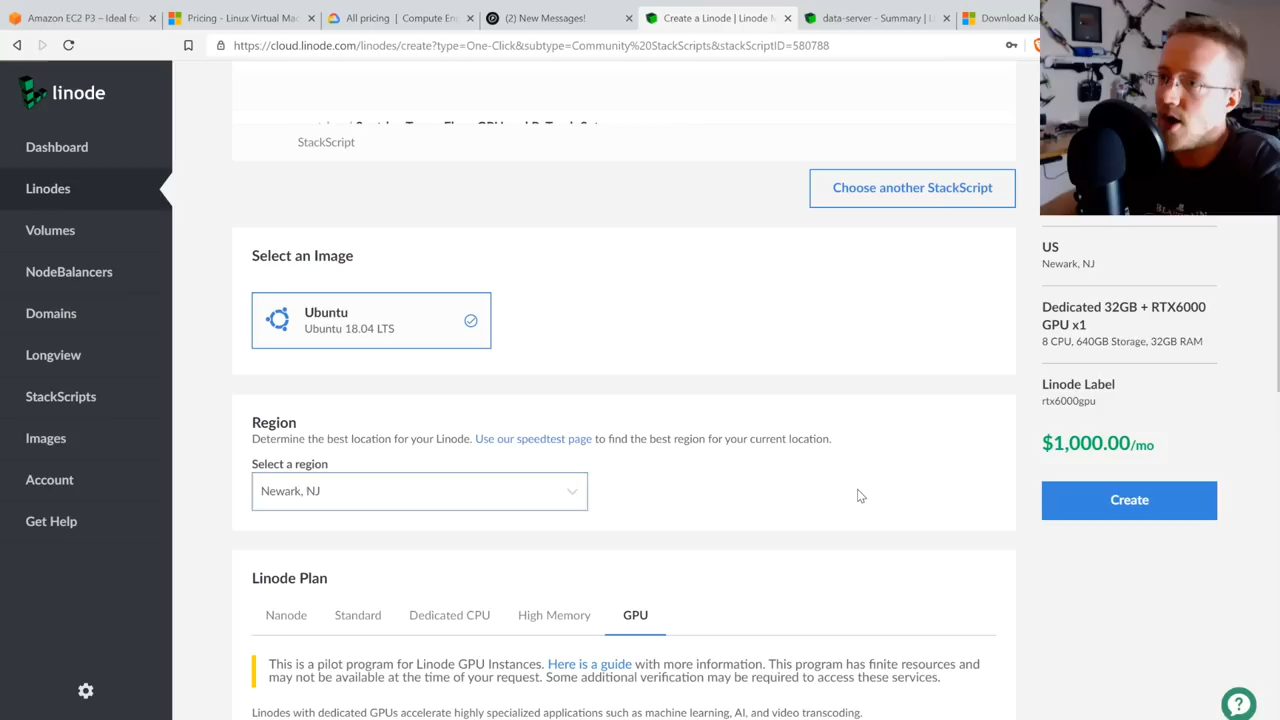 Amazon EC2 P3 – Ideal for
Pricing - Linux Virtual Mac
All pricing | Compute En
(2) New Messages!
Create a Linode | Linode M
data-server - Summary | L
Download Ka
https://cloud.linode.com/linodes/create?type=One-Click&subtype=Community%20StackScripts&stackScriptID=580788
linode
Dashboard
Linodes
Volumes
NodeBalancers
Domains
Longview
StackScripts
Images
Account
Get Help
StackScript
Choose another StackScript
Select an Image
Ubuntu
Ubuntu 18.04 LTS
Region
Determine the best location for your Linode. Use our speedtest page to find the best region for your current location.
Select a region
Newark, NJ
Linode Plan
Nanode
Standard
Dedicated CPU
High Memory
GPU
This is a pilot program for Linode GPU Instances. Here is a guide with more information. This program has finite resources and
may not be available at the time of your request. Some additional verification may be required to access these services.
Linodes with dedicated GPUs accelerate highly specialized applications such as machine learning, AI, and video transcoding.
US
Newark, NJ
Dedicated 32GB + RTX6000
GPU x1
8 CPU, 640GB Storage, 32GB RAM
Linode Label
rtx6000gpu
$1,000.00/mo
Create
?